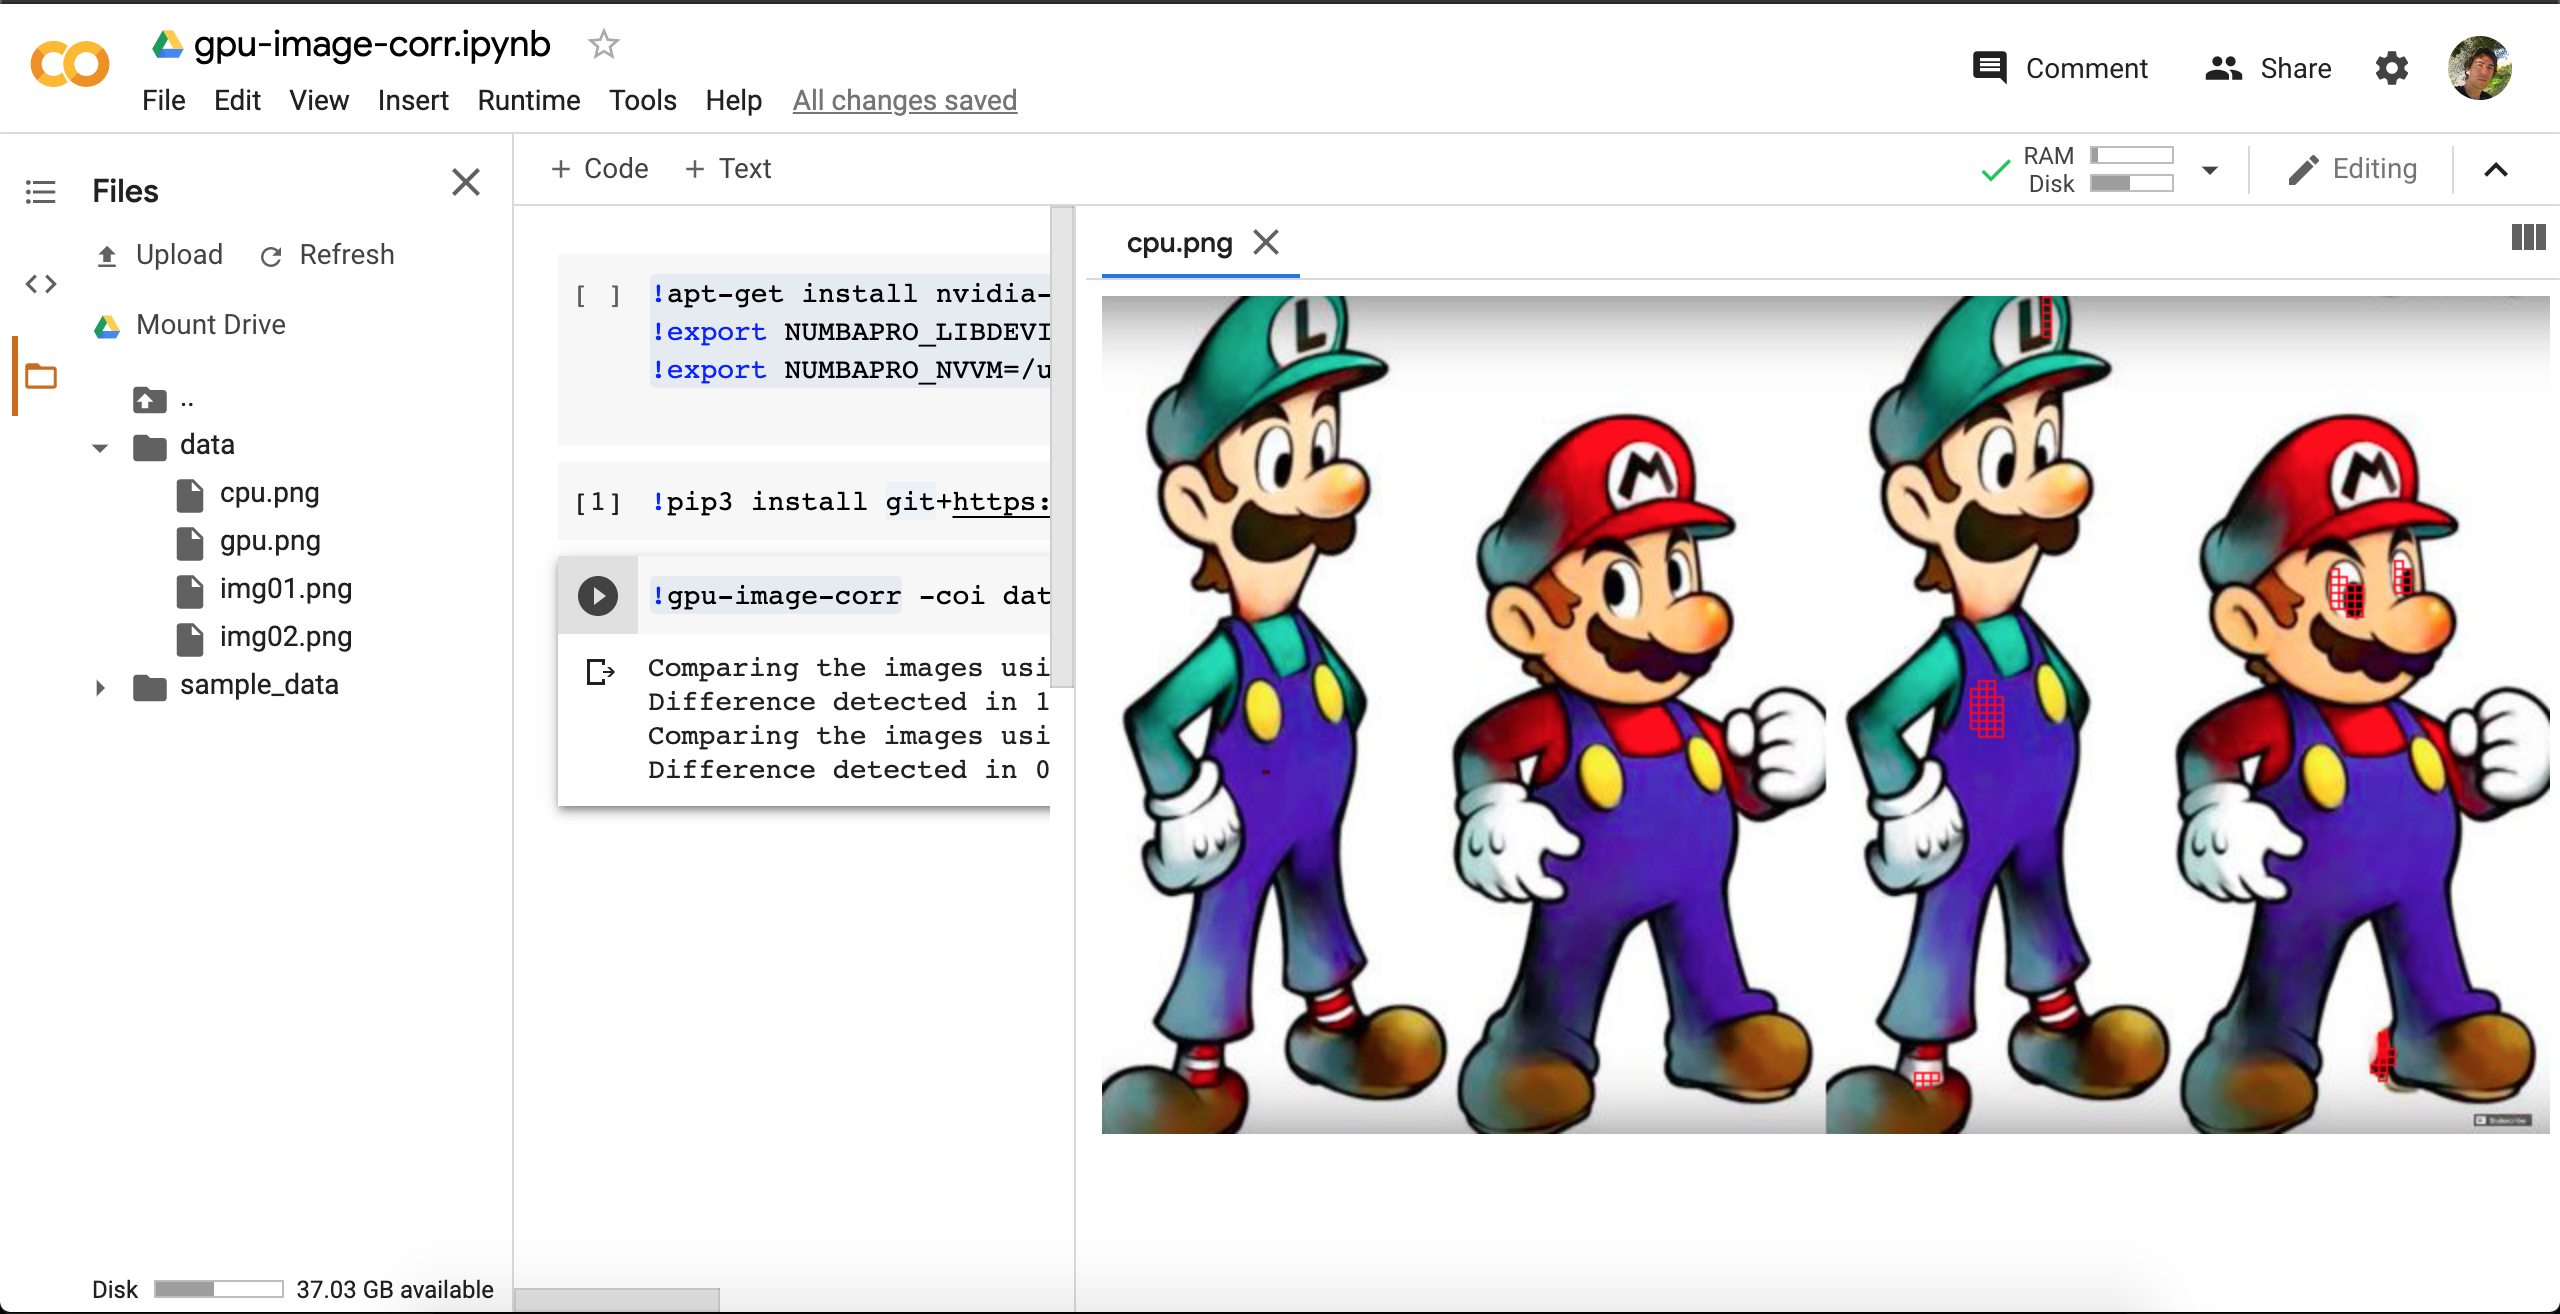 gpu-image-corr.ipynb
File Edit View Insert Runtime Tools Help All changes saved
Comment Share
Files
Upload Refresh
Mount Drive
..
data
cpu.png
gpu.png
img01.png
img02.png
sample_data
Disk 37.03 GB available
+ Code + Text
RAM
Disk
Editing
[ ] !apt-get install nvidia-
!export NUMBAPRO_LIBDEVI
!export NUMBAPRO_NVVM=/u
[1] !pip3 install git+https:
!gpu-image-corr -coi dat
Comparing the images usi
Difference detected in 1
Comparing the images usi
Difference detected in 0
cpu.png
L
M
L
M